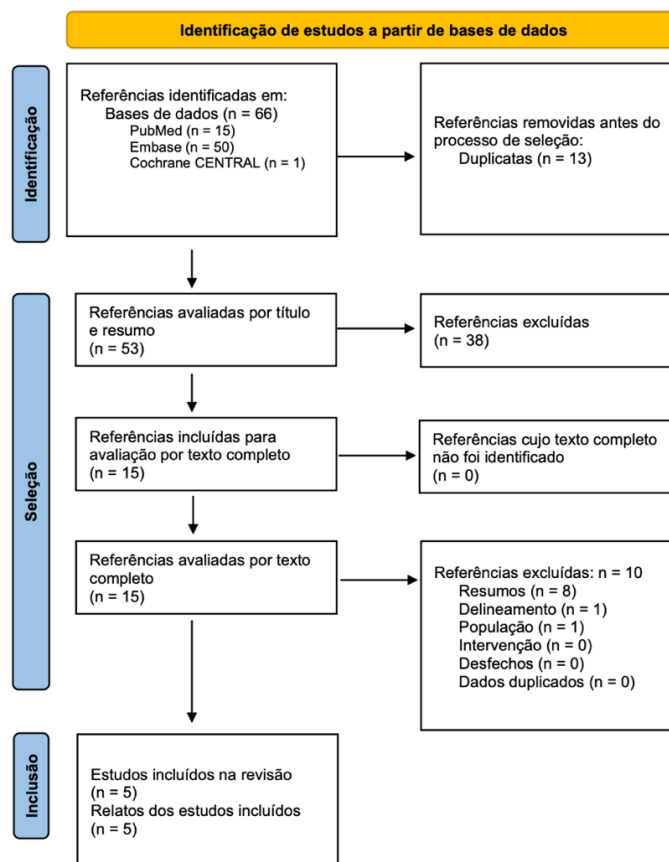 Identificação de estudos a partir de bases de dados
Identificação
Referências identificadas em:
Bases de dados (n = 66)
PubMed (n = 15)
Embase (n = 50)
Cochrane CENTRAL (n = 1)
Referências removidas antes do
processo de seleção:
Duplicatas (n = 13)
Seleção
Referências avaliadas por título
e resumo
(n = 53)
Referências excluídas
(n = 38)
Referências incluídas para
avaliação por texto completo
(n = 15)
Referências cujo texto completo
não foi identificado
(n = 0)
Referências avaliadas por texto
completo
(n = 15)
Referências excluídas: n = 10
Resumos (n = 8)
Delineamento (n = 1)
População (n = 1)
Intervenção (n = 0)
Desfechos (n = 0)
Dados duplicados (n = 0)
Inclusão
Estudos incluídos na revisão
(n = 5)
Relatos dos estudos incluídos
(n = 5)